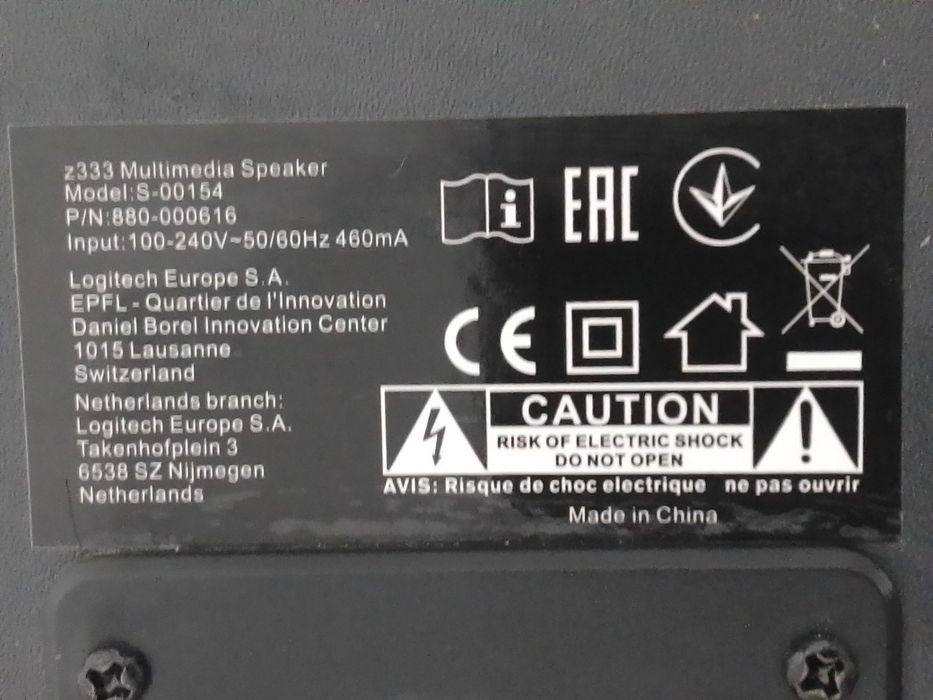 z333 Multimedia Speaker
Model:S-00154
P/N:880-000616
Input:100-240V~50/60Hz 460mA
Logitech Europe S.A.
EPFL - Quartier de l'Innovation
Daniel Borel Innovation Center
1015 Lausanne
Switzerland
Netherlands branch:
Logitech Europe S.A.
Takenhofplein 3
6538 SZ Nijmegen
Netherlands
i
EAC
CE
CAUTION
RISK OF ELECTRIC SHOCK
DO NOT OPEN
AVIS: Risque de choc electrique ne pas ouvrir
Made in China